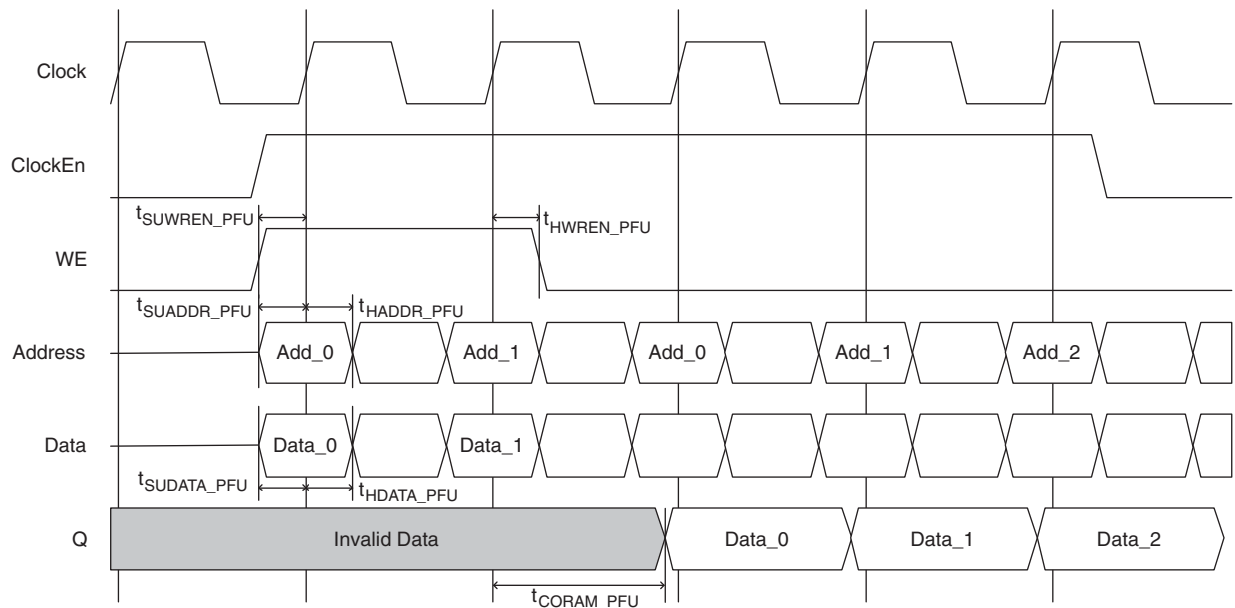 Clock
ClockEn
tSUWREN_PFU
tHWREN_PFU
WE
tSUADDR_PFU
tHADDR_PFU
Address
Add_0
Add_1
Add_0
Add_1
Add_2
Data
Data_0
Data_1
tSUDATA_PFU
tHDATA_PFU
Q
Invalid Data
Data_0
Data_1
Data_2
tCORAM_PFU